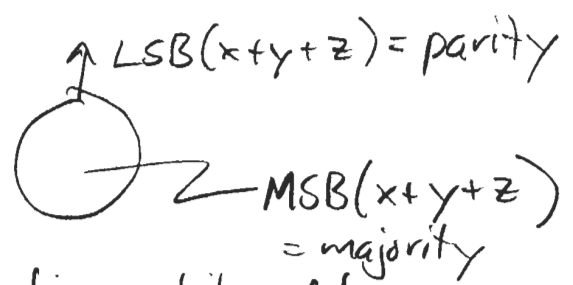 LSB(x+y+z) = parity
MSB(x+y+z)
= majority